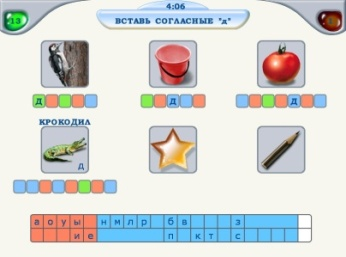 4:06
13
ВСТАВЬ СОГЛАСНЫЕ "д"
д
д
д
КРОКОДИЛ
д
а о у ы н м л р б в з
и е п к т с